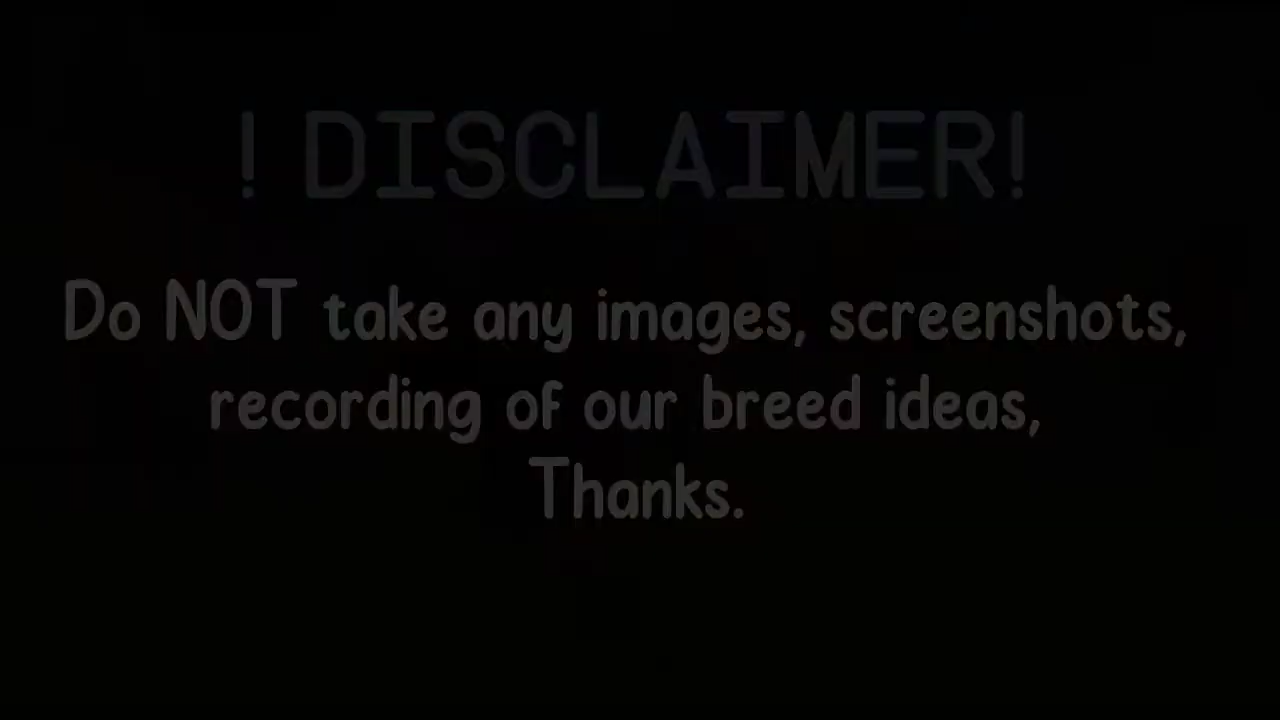 ! DISCLAIMER!
Do NOT take any images, screenshots,
recording of our breed ideas,
Thanks.